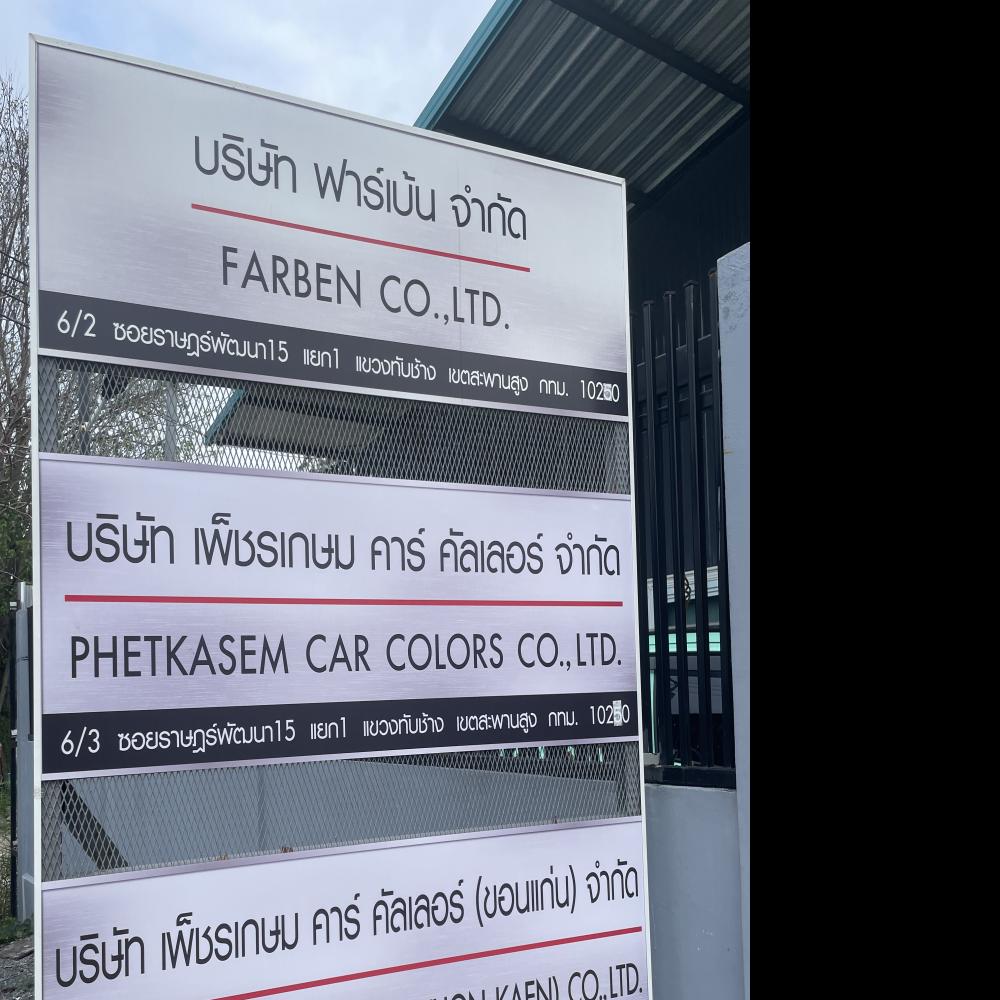 บริษัท ฟาร์เบ้น จำกัด
FARBEN CO.,LTD.
6/2 ซอยราษฎร์พัฒนา15 แยก1 แขวงทับช้าง เขตสะพานสูง กทม. 10250
บริษัท เพ็ชรเกษม คาร์ คัลเลอร์ จำกัด
PHETKASEM CAR COLORS CO.,LTD.
6/3 ซอยราษฎร์พัฒนา15 แยก1 แขวงทับช้าง เขตสะพานสูง กทม. 10250
บริษัท เพ็ชรเกษม คาร์ คัลเลอร์ (ขอนแก่น) จำกัด
KAEN) CO.,LTD.